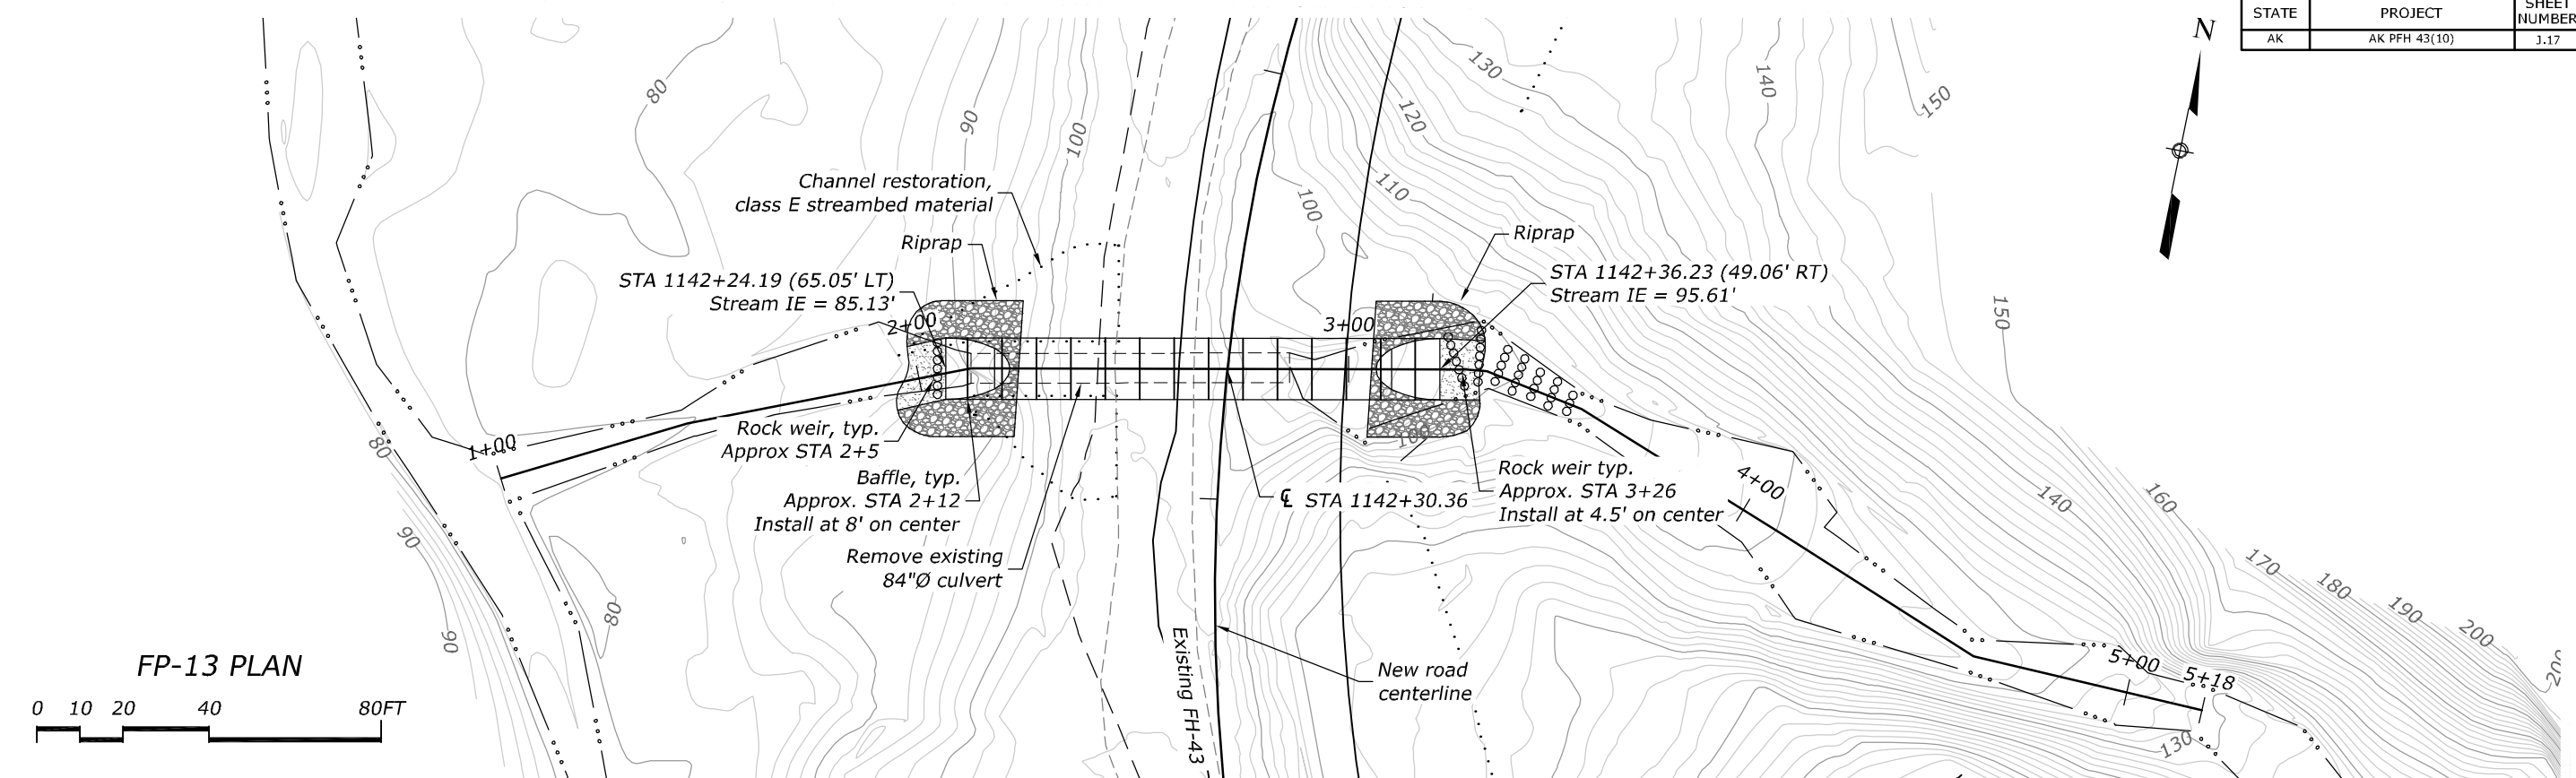 STATE PROJECT SHEET NUMBER
AK AK PFH 43(10) J.17
N
130
140
150
80
120
90
100
110
100
Channel restoration,
class E streambed material
Riprap
STA 1142+24.19 (65.05' LT)
Stream IE = 85.13'
2+00
3+00
Riprap
STA 1142+36.23 (49.06' RT)
Stream IE = 95.61'
150
1+00
80
Rock weir, typ.
Approx STA 2+5
Baffle, typ.
Approx. STA 2+12
Install at 8' on center
Remove existing
84"Ø culvert
100
℄ STA 1142+30.36
Rock weir typ.
Approx. STA 3+26
Install at 4.5' on center
4+00
140
160
90
170
180
190
200
80
90
Existing FH-43
New road
centerline
5+00
5+18
200
130
FP-13 PLAN
0 10 20 40 80FT